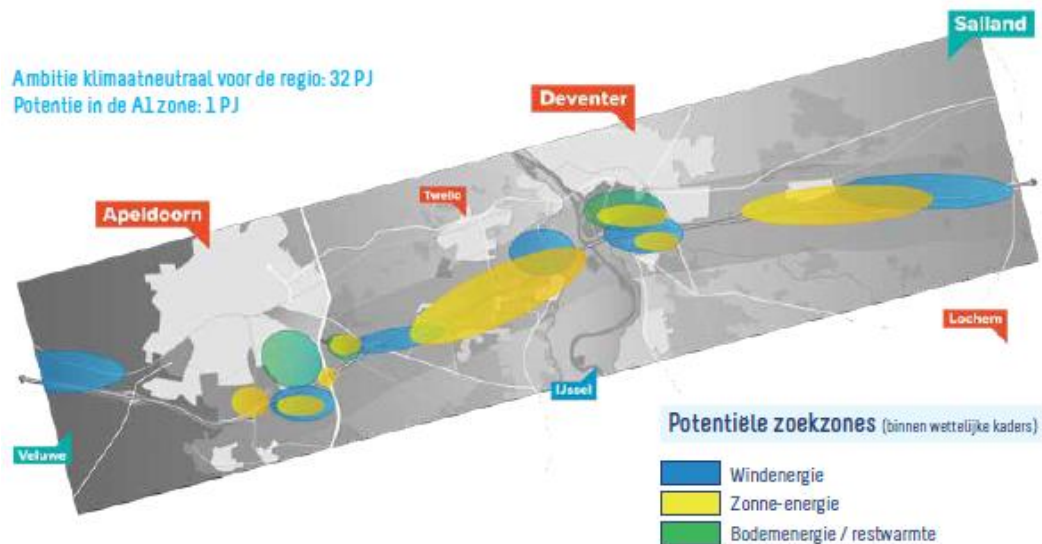 Salland
Ambitie klimaatneutraal voor de regio: 32 PJ
Potentie in de A1 zone: 1 PJ
Deventer
Twello
Apeldoorn
Lochem
IJssel
Veluwe
Potentiële zoekzones (binnen wettelijke kaders)
Windenergie
Zonne-energie
Bodemenergie / restwarmte